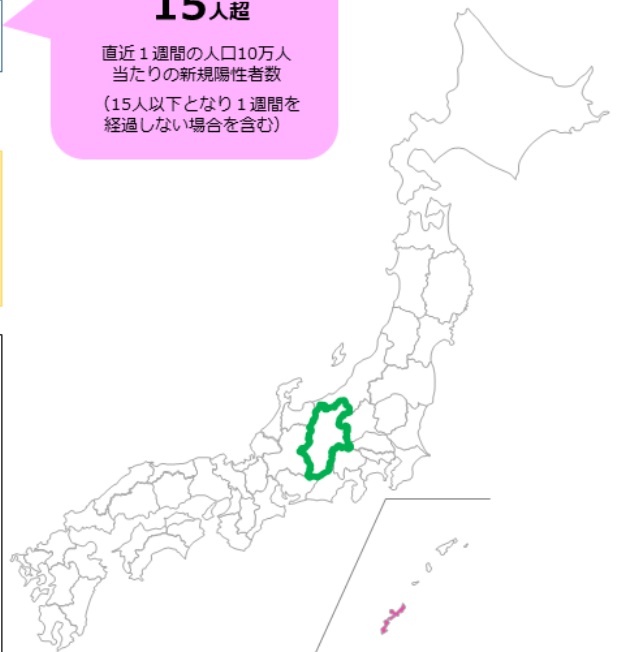 15人超
直近１週間の人口10万人
当たりの新規陽性者数
（15人以下となり１週間を
経過しない場合を含む）